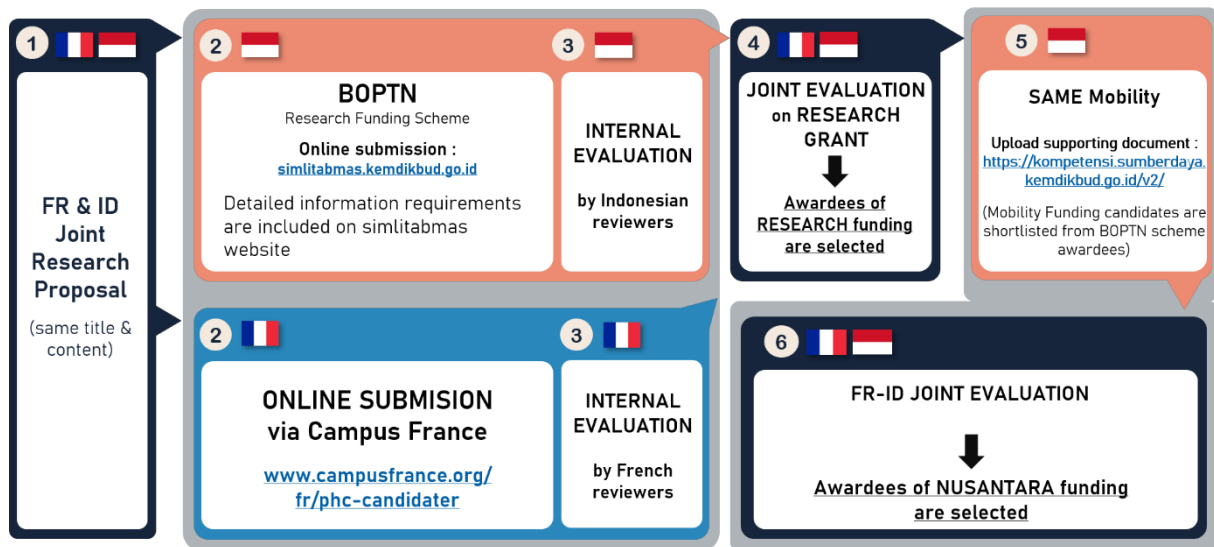 1
FR & ID
Joint
Research
Proposal
(same title &
content)
2
BOPTN
Research Funding Scheme
Online submission :
simlitabmas.kemdikbud.go.id
Detailed information requirements
are included on simlitabmas
website
3
INTERNAL
EVALUATION
by Indonesian
reviewers
2
ONLINE SUBMISION
via Campus France
www.campusfrance.org/
fr/phc-candidater
3
INTERNAL
EVALUATION
by French
reviewers
4
JOINT EVALUATION
on RESEARCH
GRANT
Awardees of
RESEARCH funding
are selected
5
SAME Mobility
Upload supporting document :
https://kompetensi.sumberdaya.
kemdikbud.go.id/v2/
(Mobility Funding candidates are
shortlisted from BOPTN scheme
awardees)
6
FR-ID JOINT EVALUATION
Awardees of NUSANTARA funding
are selected